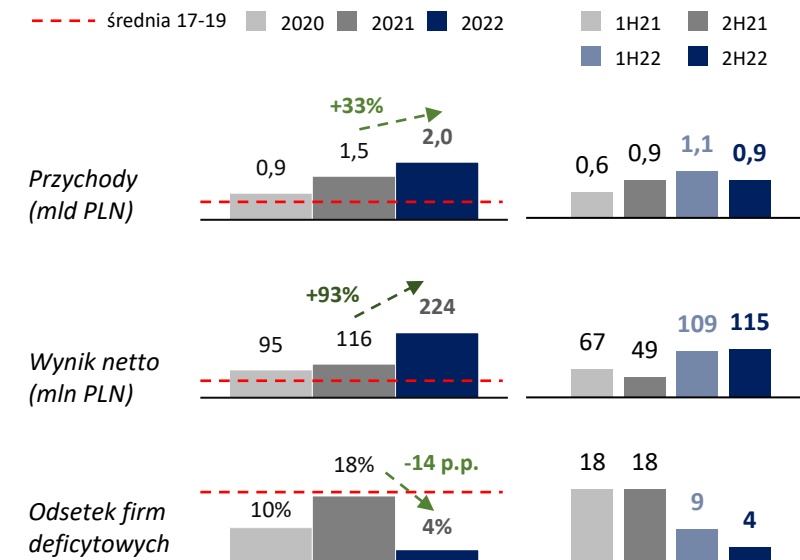 średnia 17-19 2020 2021 2022
1H21 2H21
1H22 2H22
Przychody
(mld PLN)
+33%
0,9 1,5 2,0
0,6 0,9 1,1 0,9
Wynik netto
(mln PLN)
+93%
95 116 224
67 49 109 115
Odsetek firm
deficytowych
-14 p.p.
10% 18% 4%
18 18 9 4